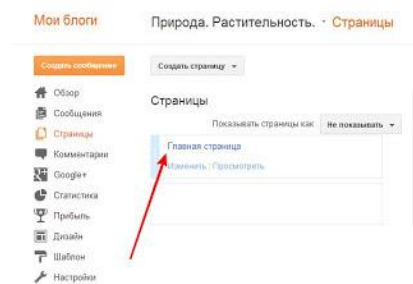 Мои блоги
Природа. Растительность. · Страницы
Создать сообщение
Создать страницу
Обзор
Сообщения
Страницы
Комментарии
Google+
Статистика
Прибыль
Дизайн
Шаблон
Настройки
Страницы
Показывать страницы как Не показывать
Главная страница
Изменить | Просмотреть